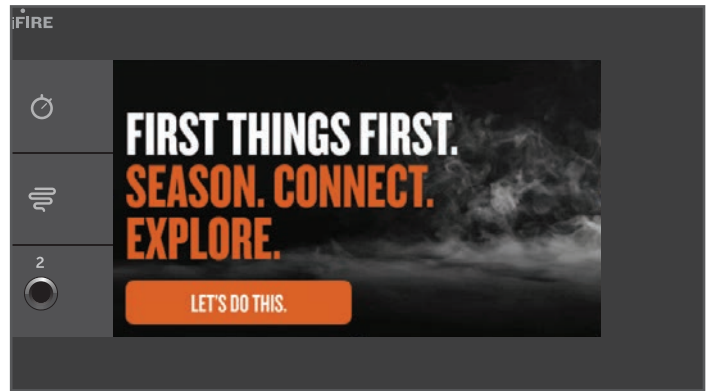 iFIRE
2
FIRST THINGS FIRST.
SEASON. CONNECT.
EXPLORE.
LET'S DO THIS.